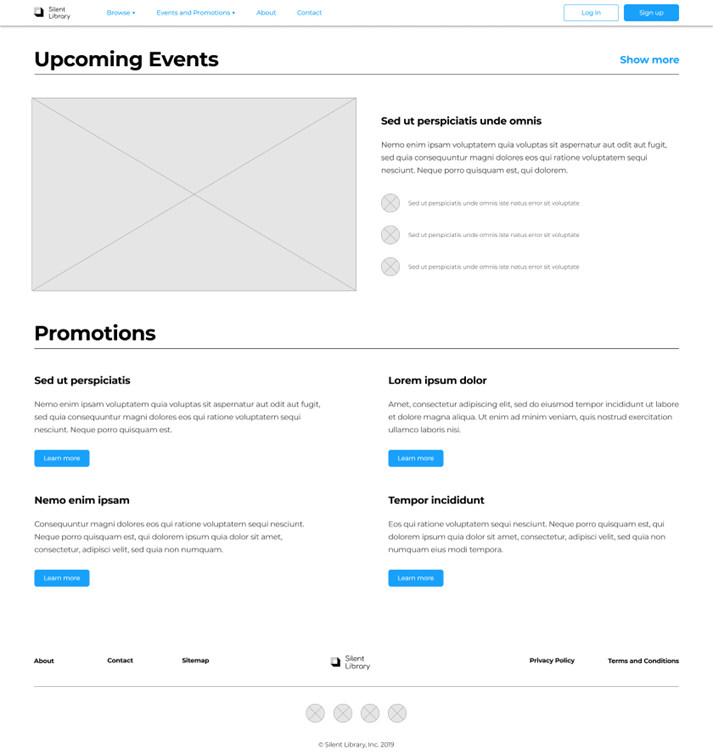 Silent
Library
Browse ▾
Events and Promotions ▾
About
Contact
Log in
Sign up
Upcoming Events
Show more
Sed ut perspiciatis unde omnis
Nemo enim ipsam voluptatem quia voluptas sit aspernatur aut odit aut fugit,
sed quia consequuntur magni dolores eos qui ratione voluptatem sequi
nesciunt. Neque porro quisquam est, qui dolorem.
Sed ut perspiciatis unde omnis iste natus error sit voluptate
Sed ut perspiciatis unde omnis iste natus error sit voluptate
Sed ut perspiciatis unde omnis iste natus error sit voluptate
Promotions
Sed ut perspiciatis
Nemo enim ipsam voluptatem quia voluptas sit aspernatur aut odit aut fugit,
sed quia consequuntur magni dolores eos qui ratione voluptatem sequi
nesciunt. Neque porro quisquam est.
Learn more
Lorem ipsum dolor
Amet, consectetur adipiscing elit, sed do eiusmod tempor incididunt ut labore
et dolore magna aliqua. Ut enim ad minim veniam, quis nostrud exercitation
ullamco laboris nisi.
Learn more
Nemo enim ipsam
Consequuntur magni dolores eos qui ratione voluptatem sequi nesciunt.
Neque porro quisquam est, qui dolorem ipsum quia dolor sit amet,
consectetur, adipisci velit, sed quia non numquam.
Learn more
Tempor incididunt
Eos qui ratione voluptatem sequi nesciunt. Neque porro quisquam est, qui
dolorem ipsum quia dolor sit amet, consectetur, adipisci velit, sed quia non
numquam eius modi tempora.
Learn more
About
Contact
Sitemap
Silent
Library
Privacy Policy
Terms and Conditions
© Silent Library, Inc. 2019